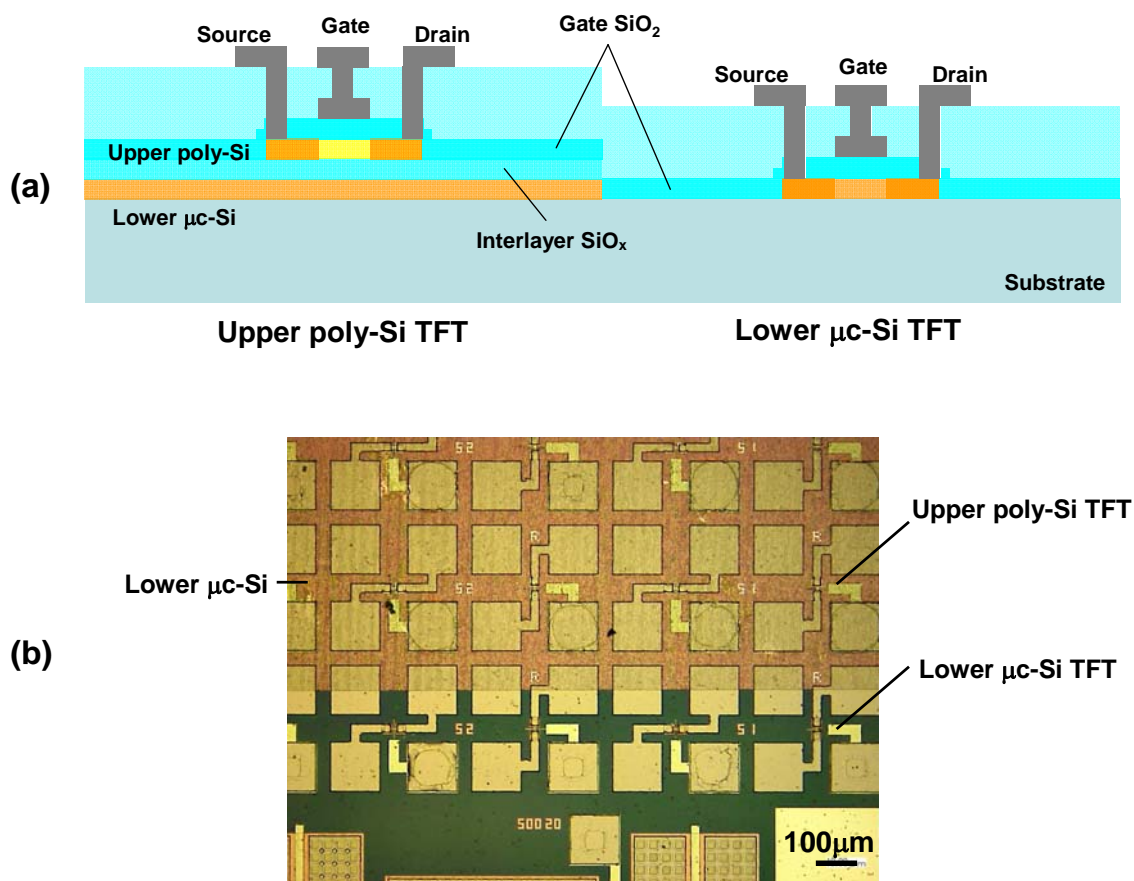 Source
Gate
Drain
Gate SiO₂
Source
Gate
Drain
Upper poly-Si
(a)
Lower μc-Si
Interlayer SiOₓ
Substrate
Upper poly-Si TFT
Lower μc-Si TFT
S2
S1
R
R
Upper poly-Si TFT
Lower μc-Si
S2
S1
(b)
R
R
Lower μc-Si TFT
S2
S1
S0020
100μm